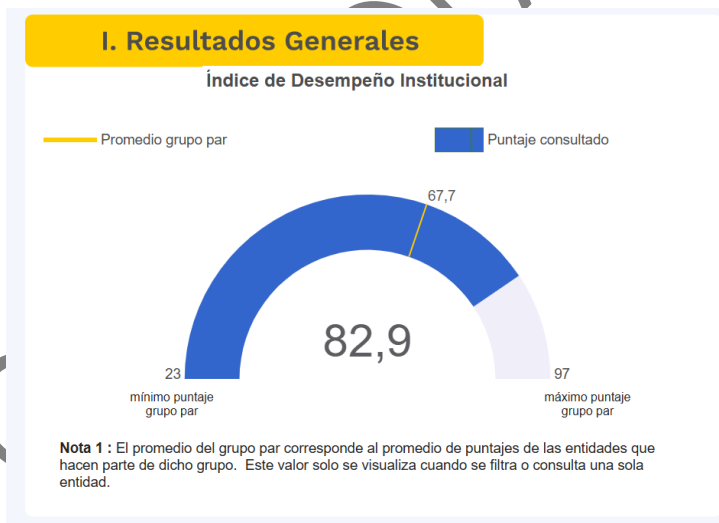 I. Resultados Generales
Índice de Desempeño Institucional
Promedio grupo par
Puntaje consultado
67,7
82,9
23
97
mínimo puntaje
grupo par
máximo puntaje
grupo par
Nota 1 : El promedio del grupo par corresponde al promedio de puntajes de las entidades que
hacen parte de dicho grupo. Este valor solo se visualiza cuando se filtra o consulta una sola
entidad.